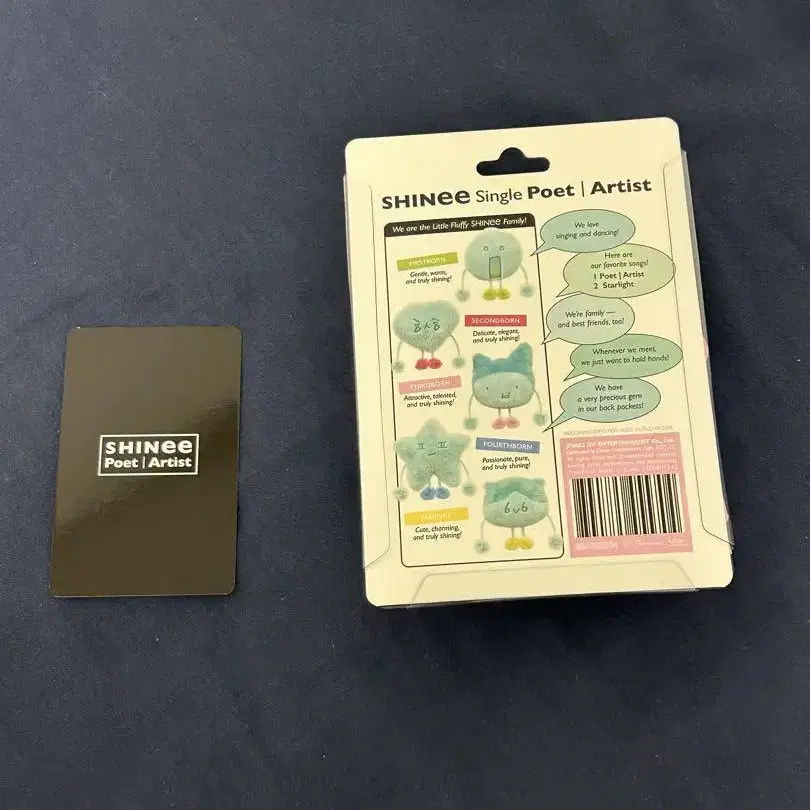 SHINee
Poet | Artist
SHINee Single Poet | Artist
We are the Little Fluffy SHINee Family!
FIRSTBORN
Gentle, warm,
and truly shining!
SECONDBORN
Delicate, elegant,
and truly shining!
THIRDBORN
Attractive, talented,
and truly shining!
FOURTHBORN
Passionate, pure,
and truly shining!
Cute, charming,
and truly shining!
We love
singing and dancing!
Here are
our favorite songs!
1 Poet | Artist
2 Starlight
We're family —
and best friends, too!
Whenever we meet,
we just want to hold hands!
We have
a very precious gem
in our back pockets!